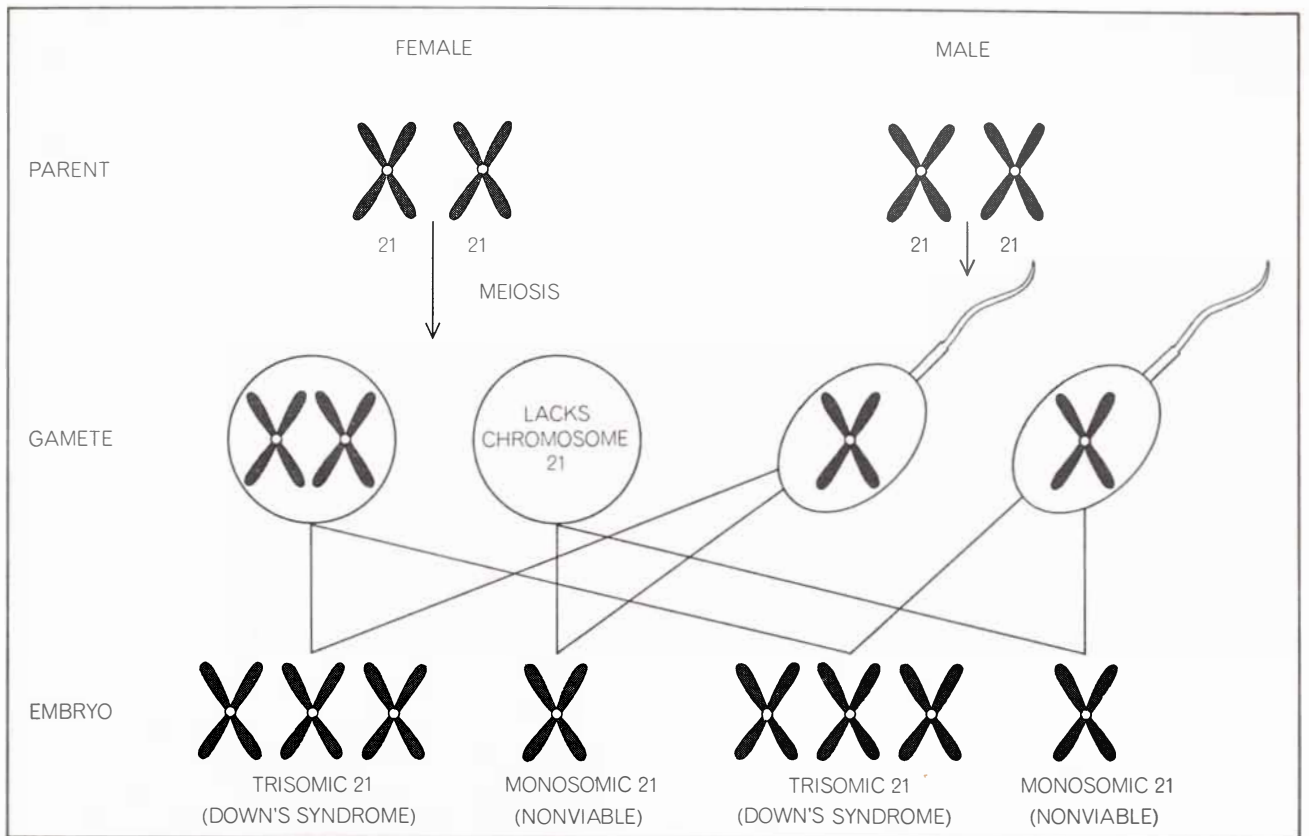 FEMALE
MALE
PARENT
21
21
21
21
MEIOSIS
GAMETE
LACKS
CHROMOSOME
21
EMBRYO
TRISOMIC 21
(DOWN'S SYNDROME)
MONOSOMIC 21
(NONVIABLE)
TRISOMIC 21
(DOWN'S SYNDROME)
MONOSOMIC 21
(NONVIABLE)